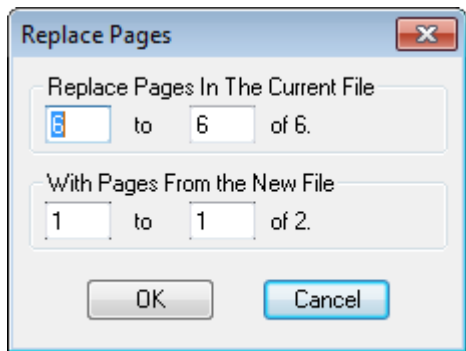 Replace Pages
Replace Pages In The Current File
6 to 6 of 6.
With Pages From the New File
1 to 1 of 2.
OK Cancel